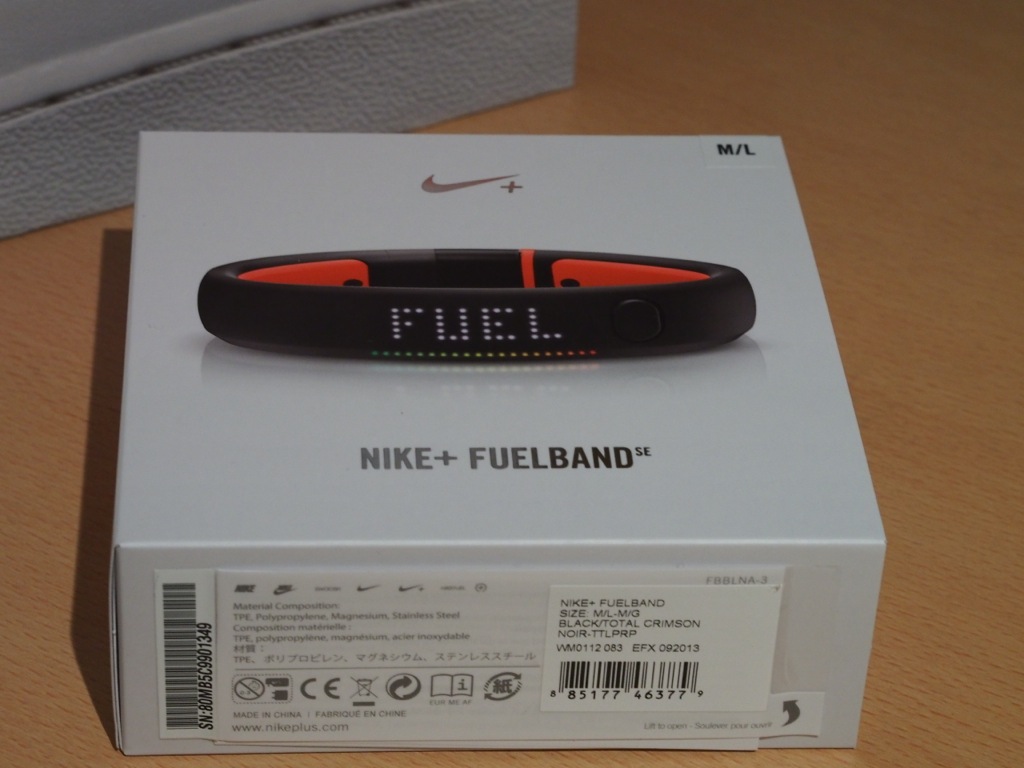 M/L
FUEL
NIKE+ FUELBAND SE
FBBLNA-3
SN:80MB5C9901349
Material Composition:
TPE, Polypropylene, Magnesium, Stainless Steel
Composition matérielle :
TPE, polypropylène, magnésium, acier inoxydable
材質：
TPE、ポリプロピレン、マグネシウム、ステンレススチール
CE
紙
EUR ME AF
MADE IN CHINA | FABRIQUÉ EN CHINE
www.nikeplus.com
NIKE+ FUELBAND
SIZE: M/L-M/G
BLACK/TOTAL CRIMSON
NOIR-TTLPRP
WM0112 083 EFX 092013
8 85177 46377 9
Lift to open - Soulever pour ouvrir